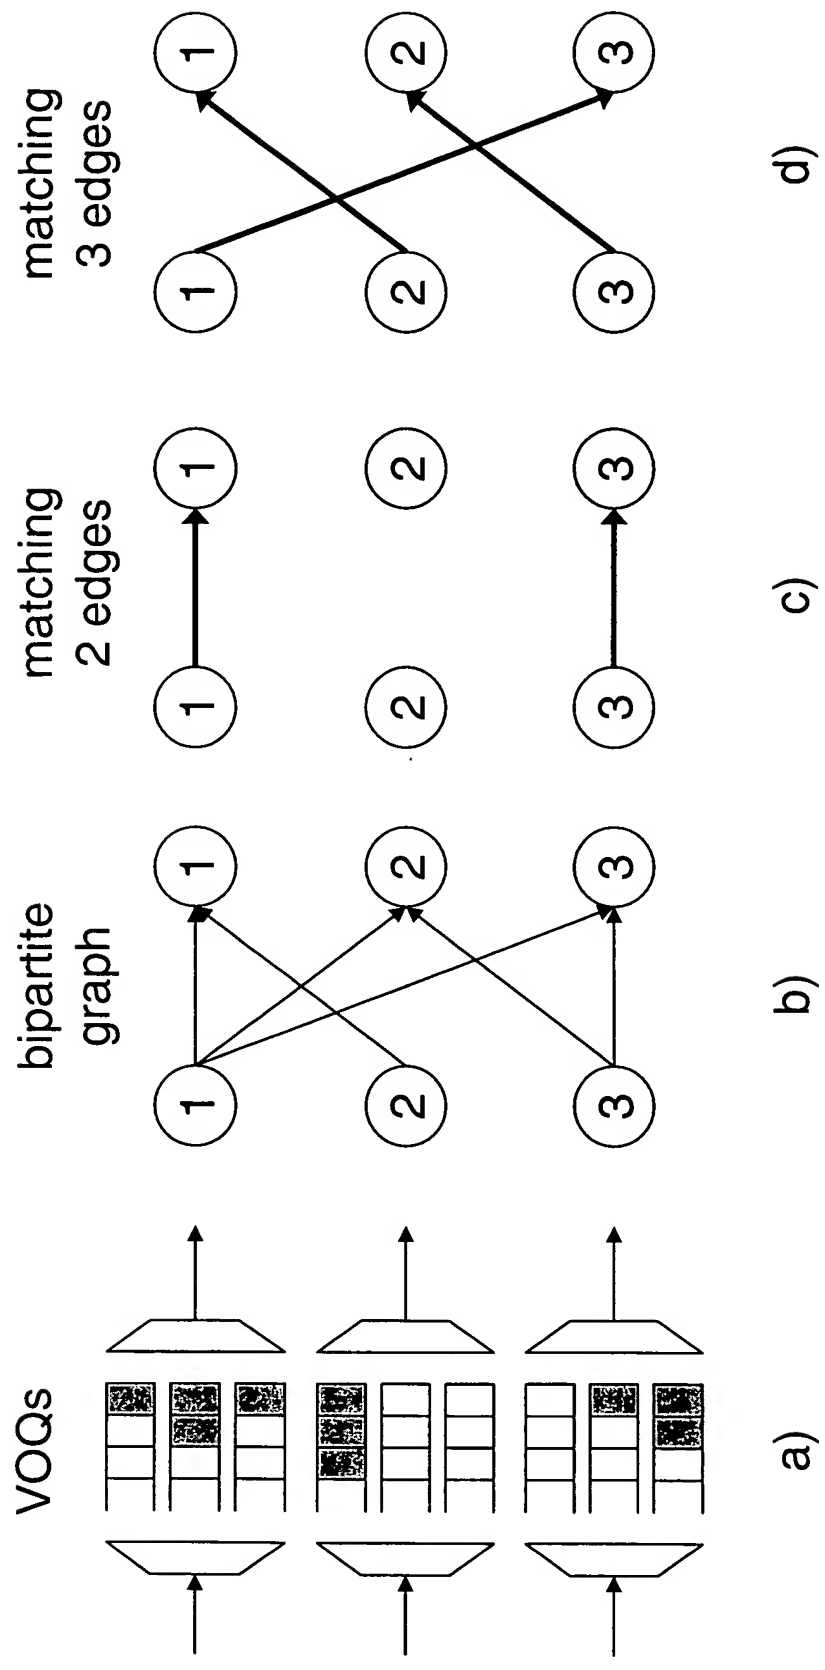 VOQs
bipartite
graph
matching
2 edges
matching
3 edges
1 1 1 1 1 1
2 2 2 2 2 2
3 3 3 3 3 3
a) b) c) d)